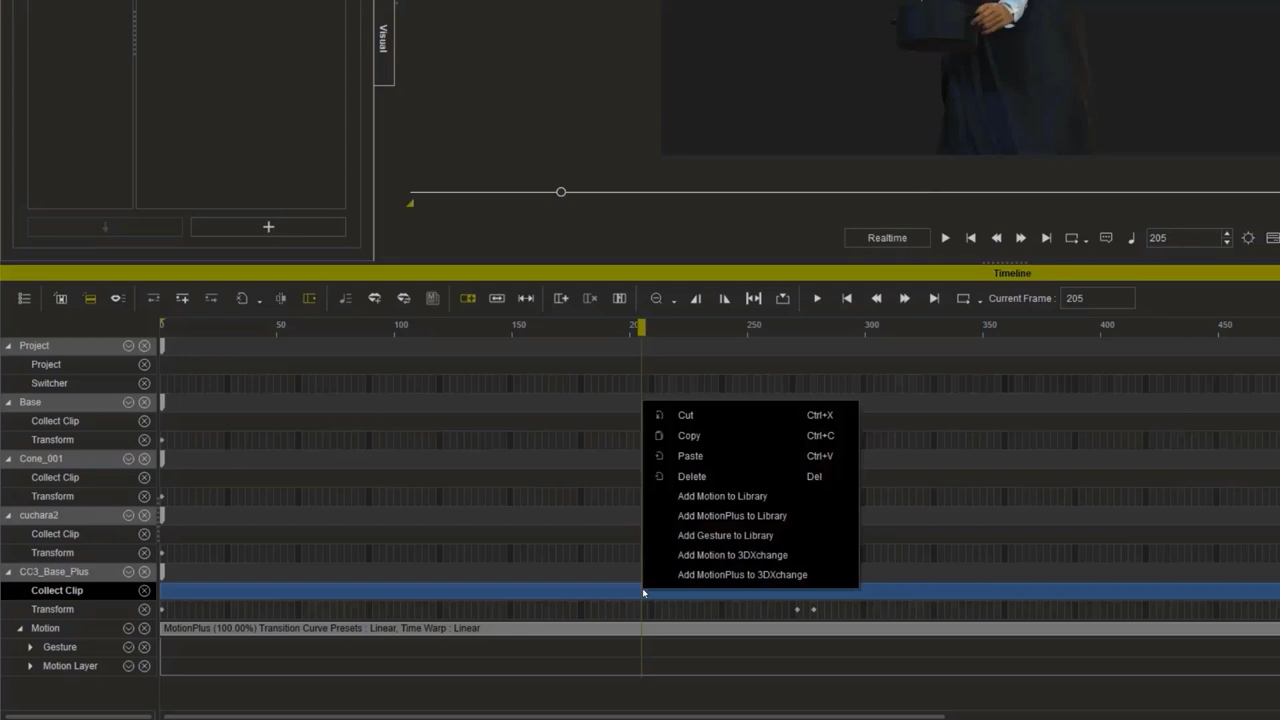 Visual
Realtime
205
Timeline
Current Frame :
205
0
50
100
150
20
250
300
350
400
450
Project
Project
Switcher
Base
Collect Clip
Transform
Cone_001
Collect Clip
Transform
cuchara2
Collect Clip
Transform
CC3_Base_Plus
Collect Clip
Transform
Motion
MotionPlus (100.00%) Transition Curve Presets : Linear, Time Warp : Linear
Gesture
Motion Layer
Cut Ctrl+X
Copy Ctrl+C
Paste Ctrl+V
Delete Del
Add Motion to Library
Add MotionPlus to Library
Add Gesture to Library
Add Motion to 3DXchange
Add MotionPlus to 3DXchange